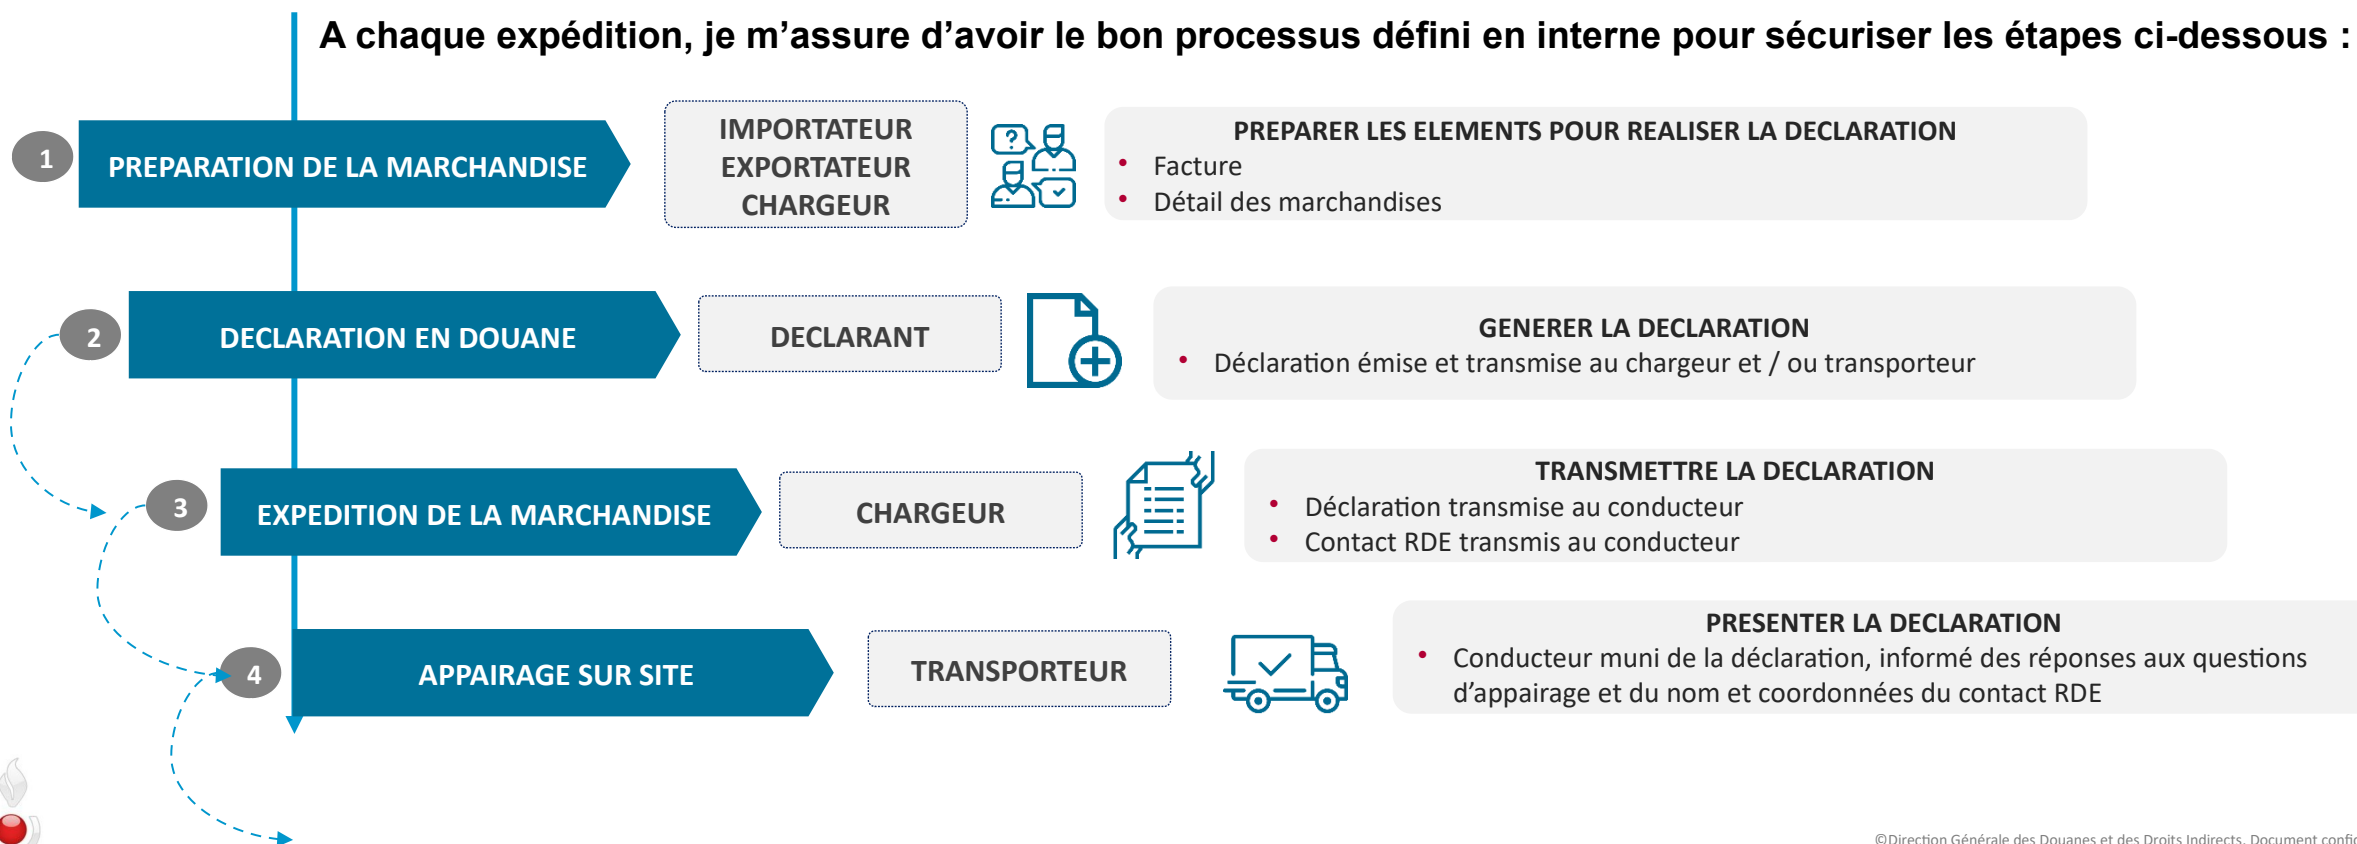 A chaque expédition, je m’assure d’avoir le bon processus défini en interne pour sécuriser les étapes ci-dessous :
1
PREPARATION DE LA MARCHANDISE
IMPORTATEUR
EXPORTATEUR
CHARGEUR
?
PREPARER LES ELEMENTS POUR REALISER LA DECLARATION
• Facture
• Détail des marchandises
2
DECLARATION EN DOUANE
DECLARANT
GENERER LA DECLARATION
• Déclaration émise et transmise au chargeur et / ou transporteur
3
EXPEDITION DE LA MARCHANDISE
CHARGEUR
TRANSMETTRE LA DECLARATION
• Déclaration transmise au conducteur
• Contact RDE transmis au conducteur
4
APPAIRAGE SUR SITE
TRANSPORTEUR
PRESENTER LA DECLARATION
• Conducteur muni de la déclaration, informé des réponses aux questions
d’appairage et du nom et coordonnées du contact RDE
©Direction Générale des Douanes et des Droits Indirects. Document